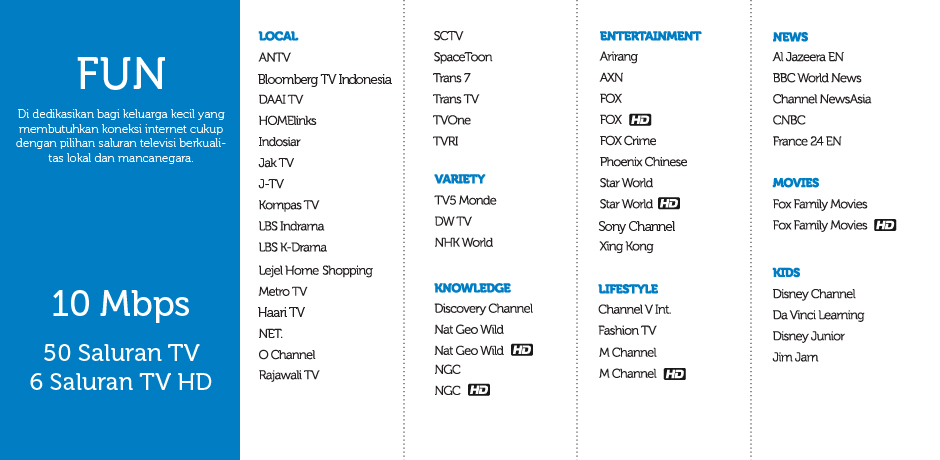 FUN
Di dedikasikan bagi keluarga kecil yang
membutuhkan koneksi internet cukup
dengan pilihan saluran televisi berkuali-
tas lokal dan mancanegara.
10 Mbps
50 Saluran TV
6 Saluran TV HD
LOCAL
ANTV
Bloomberg TV Indonesia
DAAI TV
HOMElinks
Indosiar
Jak TV
J-TV
Kompas TV
LBS Indrama
LBS K-Drama
Lejel Home Shopping
Metro TV
Haari TV
NET.
O Channel
Rajawali TV
SCTV
SpaceToon
Trans 7
Trans TV
TVOne
TVRI
VARIETY
TV5 Monde
DW TV
NHK World
KNOWLEDGE
Discovery Channel
Nat Geo Wild
Nat Geo Wild HD
NGC
NGC HD
ENTERTAINMENT
Arirang
AXN
FOX
FOX HD
FOX Crime
Phoenix Chinese
Star World
Star World HD
Sony Channel
Xing Kong
LIFESTYLE
Channel V Int.
Fashion TV
M Channel
M Channel HD
NEWS
Al Jazeera EN
BBC World News
Channel NewsAsia
CNBC
France 24 EN
MOVIES
Fox Family Movies
Fox Family Movies HD
KIDS
Disney Channel
Da Vinci Learning
Disney Junior
Jim Jam